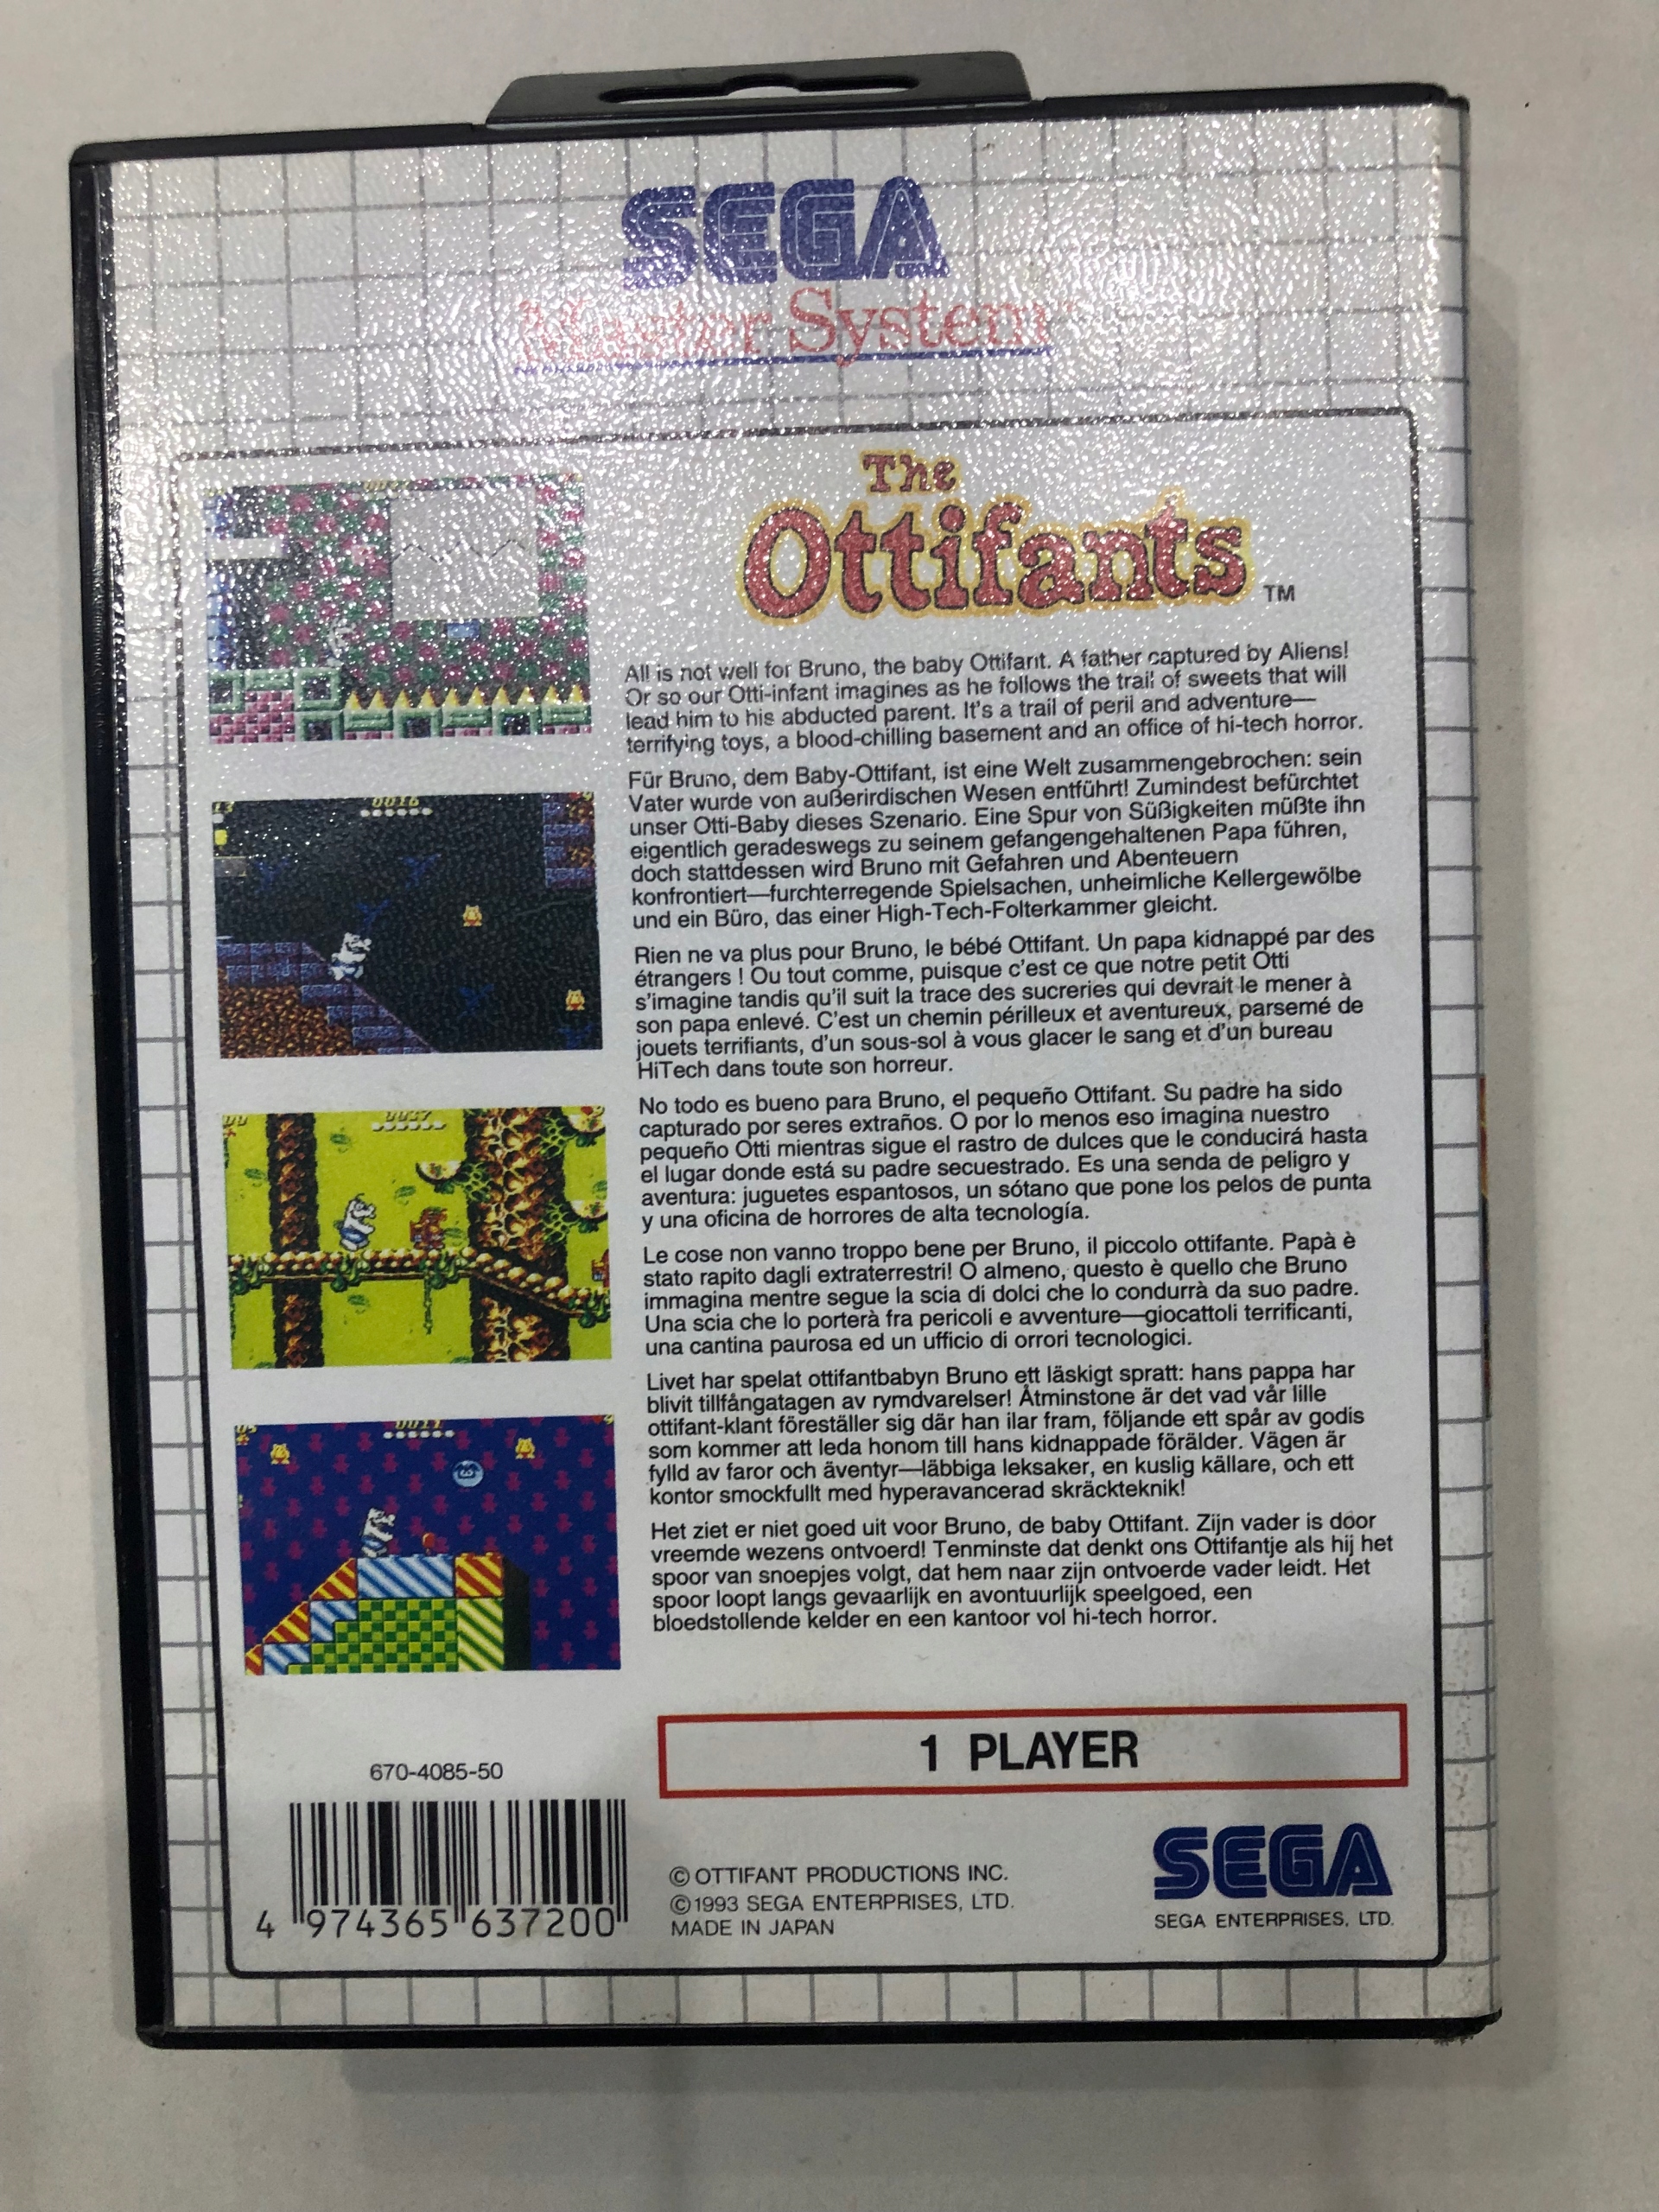 SEGA
Master System
The
Ottifants TM
All is not well for Bruno, the baby Ottifant. A father captured by Aliens!
Or so our Otti-infant imagines as he follows the trail of sweets that will
lead him to his abducted parent. It's a trail of peril and adventure—
terrifying toys, a blood-chilling basement and an office of hi-tech horror.
Für Bruno, dem Baby-Ottifant, ist eine Welt zusammengebrochen: sein
Vater wurde von außerirdischen Wesen entführt! Zumindest befürchtet
unser Otti-Baby dieses Szenario. Eine Spur von Süßigkeiten müßte ihn
eigentlich geradeswegs zu seinem gefangengehaltenen Papa führen,
doch stattdessen wird Bruno mit Gefahren und Abenteuern
konfrontiert—furchterregende Spielsachen, unheimliche Kellergewölbe
und ein Büro, das einer High-Tech-Folterkammer gleicht.
Rien ne va plus pour Bruno, le bébé Ottifant. Un papa kidnappé par des
étrangers ! Ou tout comme, puisque c'est ce que notre petit Otti
s'imagine tandis qu'il suit la trace des sucreries qui devrait le mener à
son papa enlevé. C'est un chemin périlleux et aventureux, parsemé de
jouets terrifiants, d'un sous-sol à vous glacer le sang et d'un bureau
HiTech dans toute son horreur.
No todo es bueno para Bruno, el pequeño Ottifant. Su padre ha sido
capturado por seres extraños. O por lo menos eso imagina nuestro
pequeño Otti mientras sigue el rastro de dulces que le conducirá hasta
el lugar donde está su padre secuestrado. Es una senda de peligro y
aventura: juguetes espantosos, un sótano que pone los pelos de punta
y una oficina de horrores de alta tecnología.
Le cose non vanno troppo bene per Bruno, il piccolo ottifante. Papà è
stato rapito dagli extraterrestri! O almeno, questo è quello che Bruno
immagina mentre segue la scia di dolci che lo condurrà da suo padre.
Una scia che lo porterà fra pericoli e avventure—giocattoli terrificanti,
una cantina paurosa ed un ufficio di orrori tecnologici.
Livet har spelat ottifantbabyn Bruno ett läskigt spratt: hans pappa har
blivit tillfångatagen av rymdvarelser! Åtminstone är det vad vår lille
ottifant-klant föreställer sig där han ilar fram, följande ett spår av godis
som kommer att leda honom till hans kidnappade förälder. Vägen är
fylld av faror och äventyr—läbbiga leksaker, en kuslig källare, och ett
kontor smockfullt med hyperavancerad skräckteknik!
Het ziet er niet goed uit voor Bruno, de baby Ottifant. Zijn vader is door
vreemde wezens ontvoerd! Tenminste dat denkt ons Ottifantje als hij het
spoor van snoepjes volgt, dat hem naar zijn ontvoerde vader leidt. Het
spoor loopt langs gevaarlijk en avontuurlijk speelgoed, een
bloedstollende kelder en een kantoor vol hi-tech horror.
0016
0037
0011
1 PLAYER
670-4085-50
4 974365 637200
© OTTIFANT PRODUCTIONS INC.
© 1993 SEGA ENTERPRISES, LTD.
MADE IN JAPAN
SEGA
SEGA ENTERPRISES, LTD.